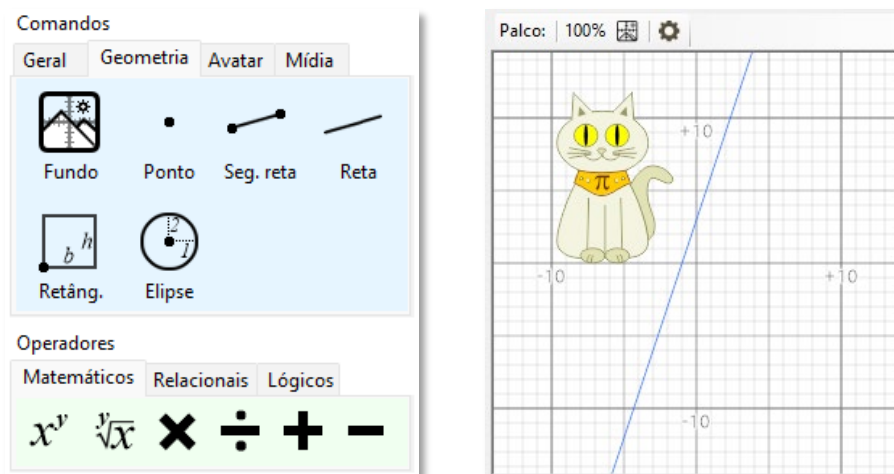 Comandos
Geral Geometria Avatar Mídia
Fundo Ponto Seg. reta Reta
b h 2 1
Retâng. Elipse
Operadores
Matemáticos Relacionais Lógicos
x^y y√x × ÷ + −
Palco: 100%
+10
π
-10 +10
-10